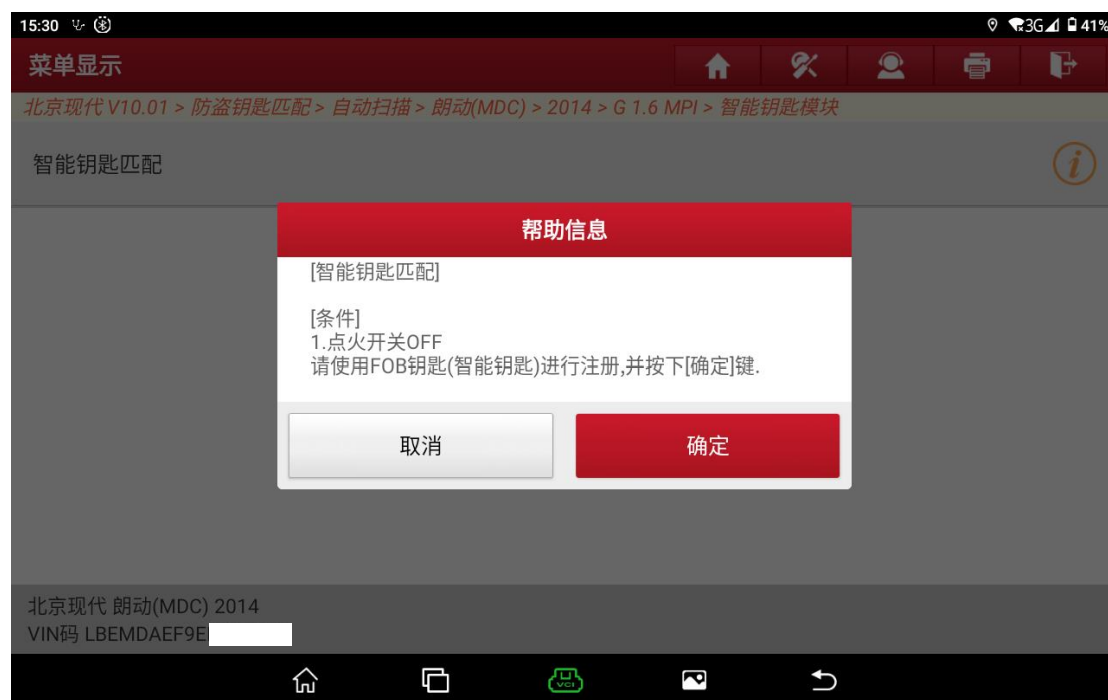 15:30 3G 41%
菜单显示
北京现代 V10.01 > 防盗钥匙匹配 > 自动扫描 > 朗动(MDC) > 2014 > G 1.6 MPI > 智能钥匙模块
智能钥匙匹配
i
帮助信息
[智能钥匙匹配]
[条件]
1.点火开关OFF
请使用FOB钥匙(智能钥匙)进行注册,并按下[确定]键.
取消 确定
北京现代 朗动(MDC) 2014
VIN码 LBEMDAEF9E
VCI